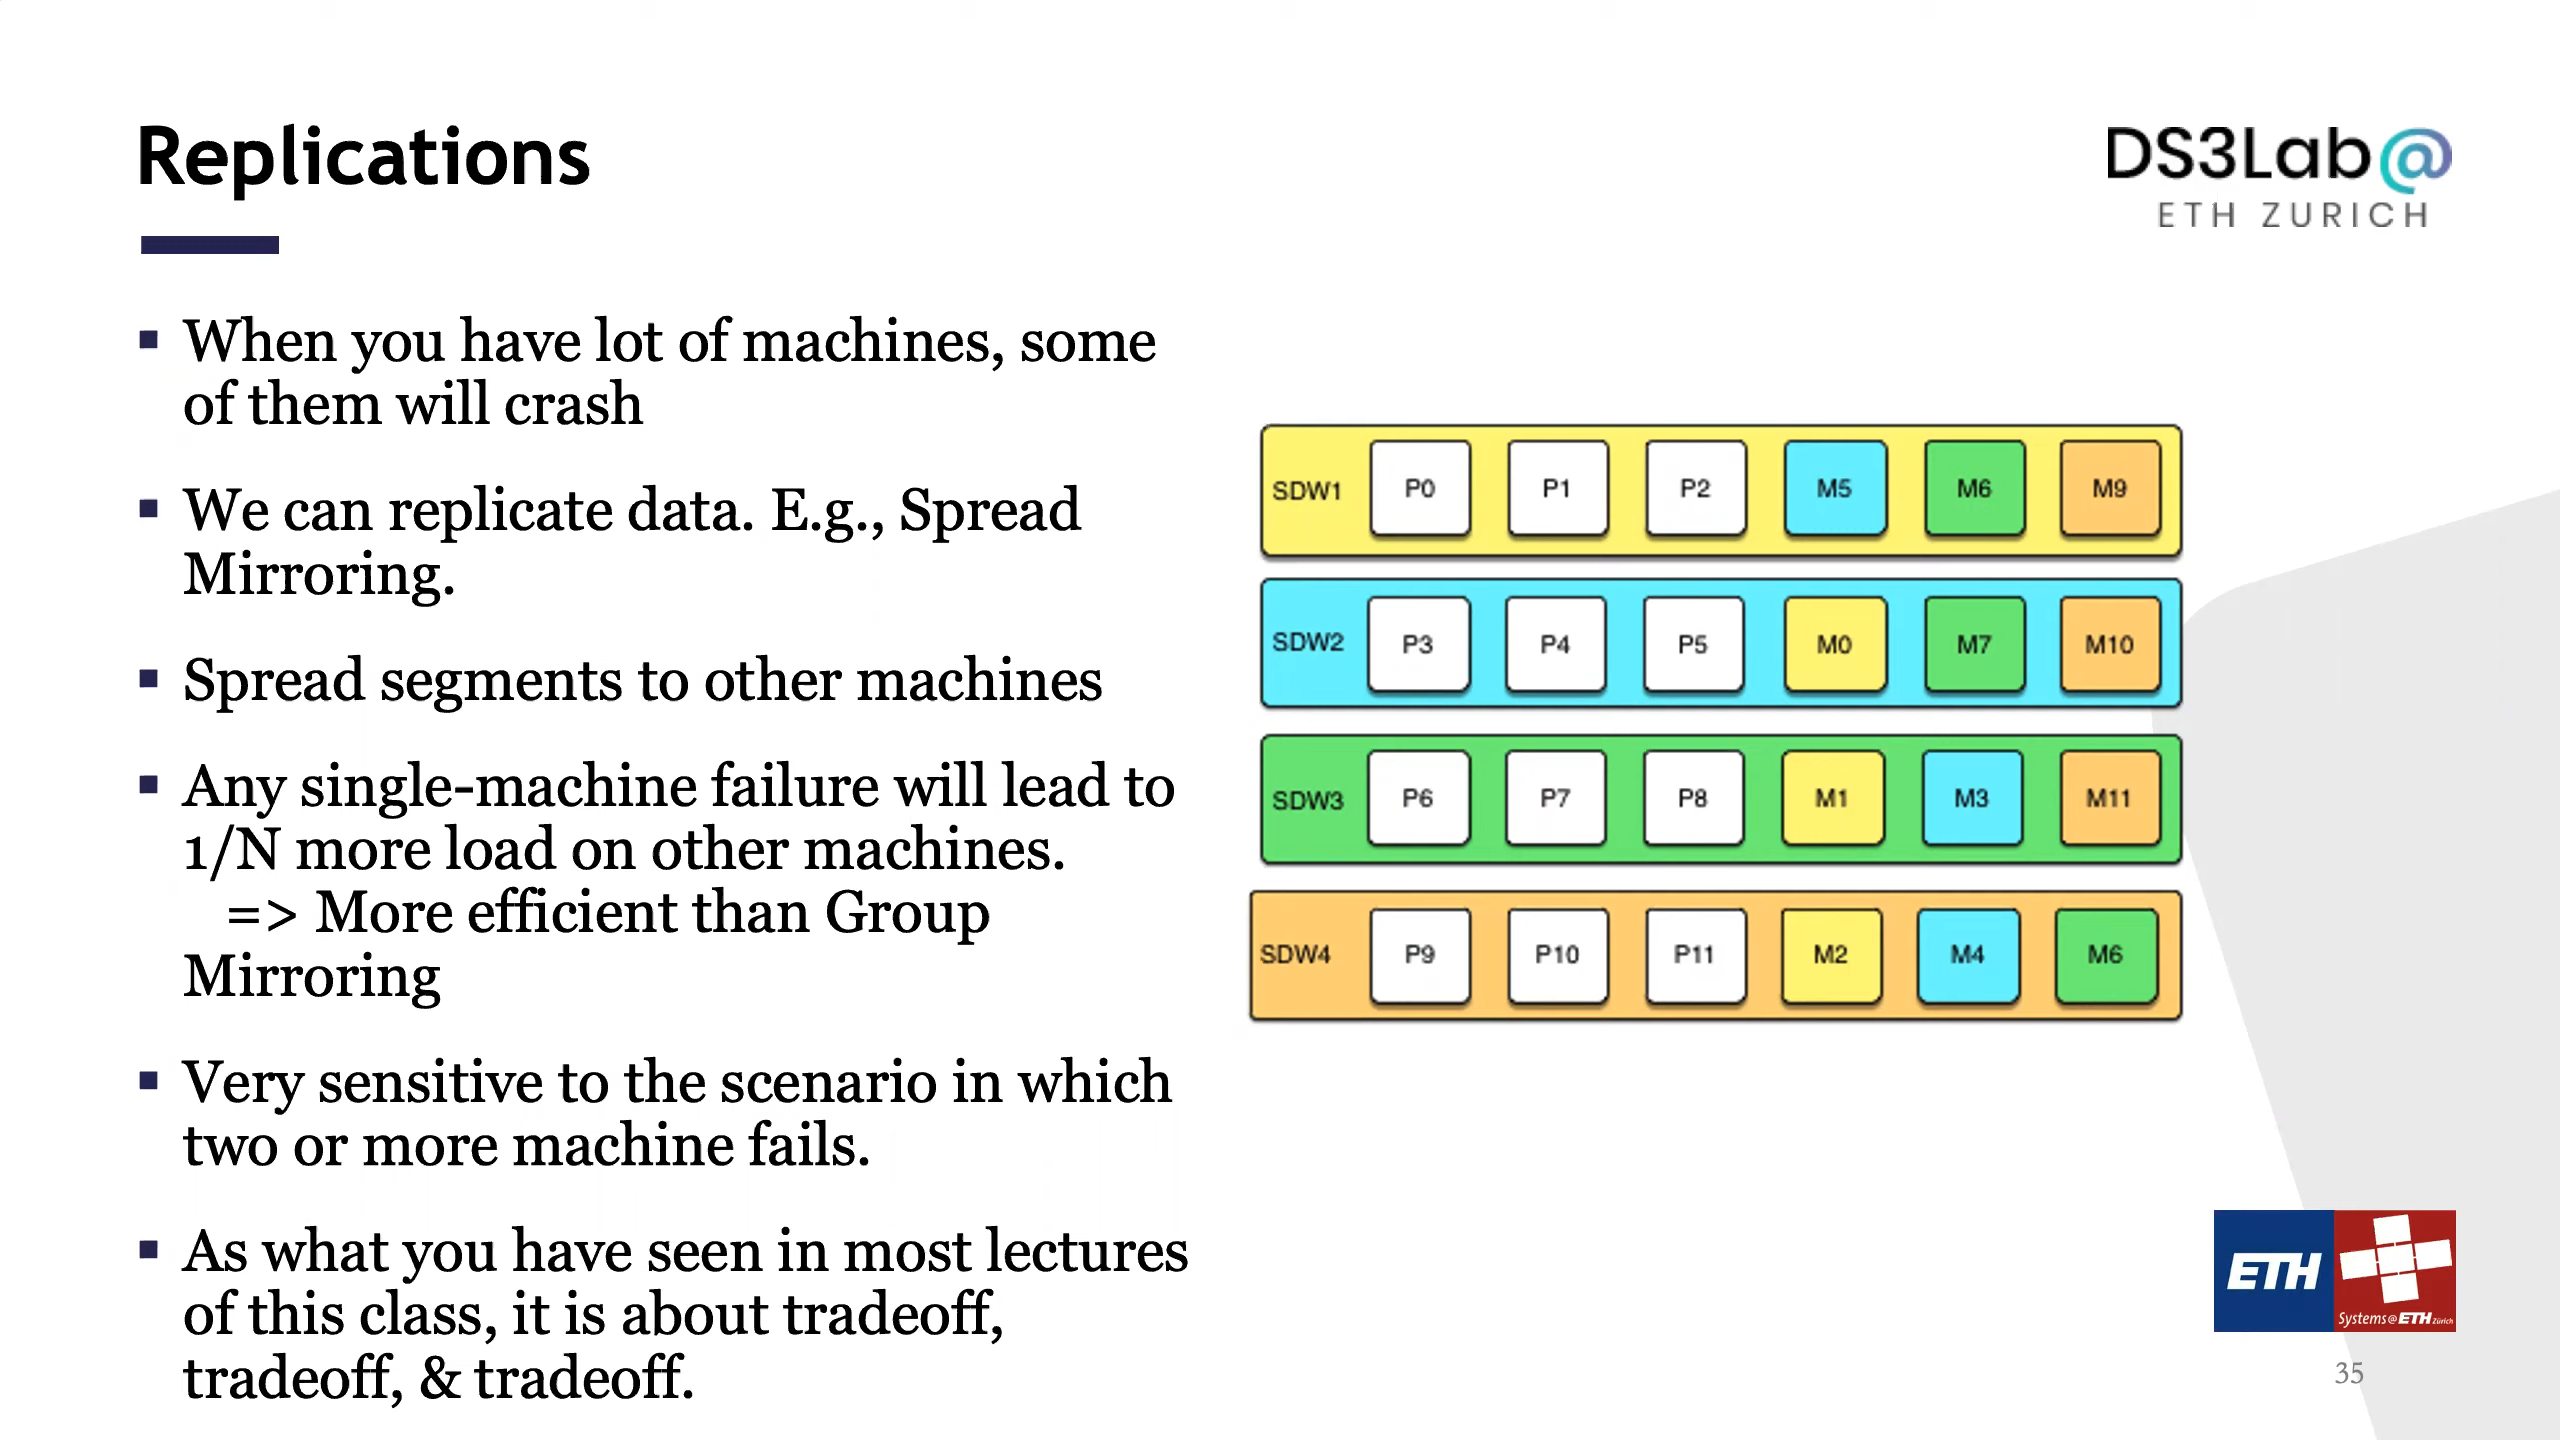 Replications
DS3Lab@
ETH ZURICH
▪ When you have lot of machines, some
of them will crash
▪ We can replicate data. E.g., Spread
Mirroring.
▪ Spread segments to other machines
▪ Any single-machine failure will lead to
1/N more load on other machines.
=> More efficient than Group
Mirroring
▪ Very sensitive to the scenario in which
two or more machine fails.
▪ As what you have seen in most lectures
of this class, it is about tradeoff,
tradeoff, & tradeoff.
SDW1 P0 P1 P2 M5 M6 M9
SDW2 P3 P4 P5 M0 M7 M10
SDW3 P6 P7 P8 M1 M3 M11
SDW4 P9 P10 P11 M2 M4 M6
ETH
Systems@ETH Zürich
35